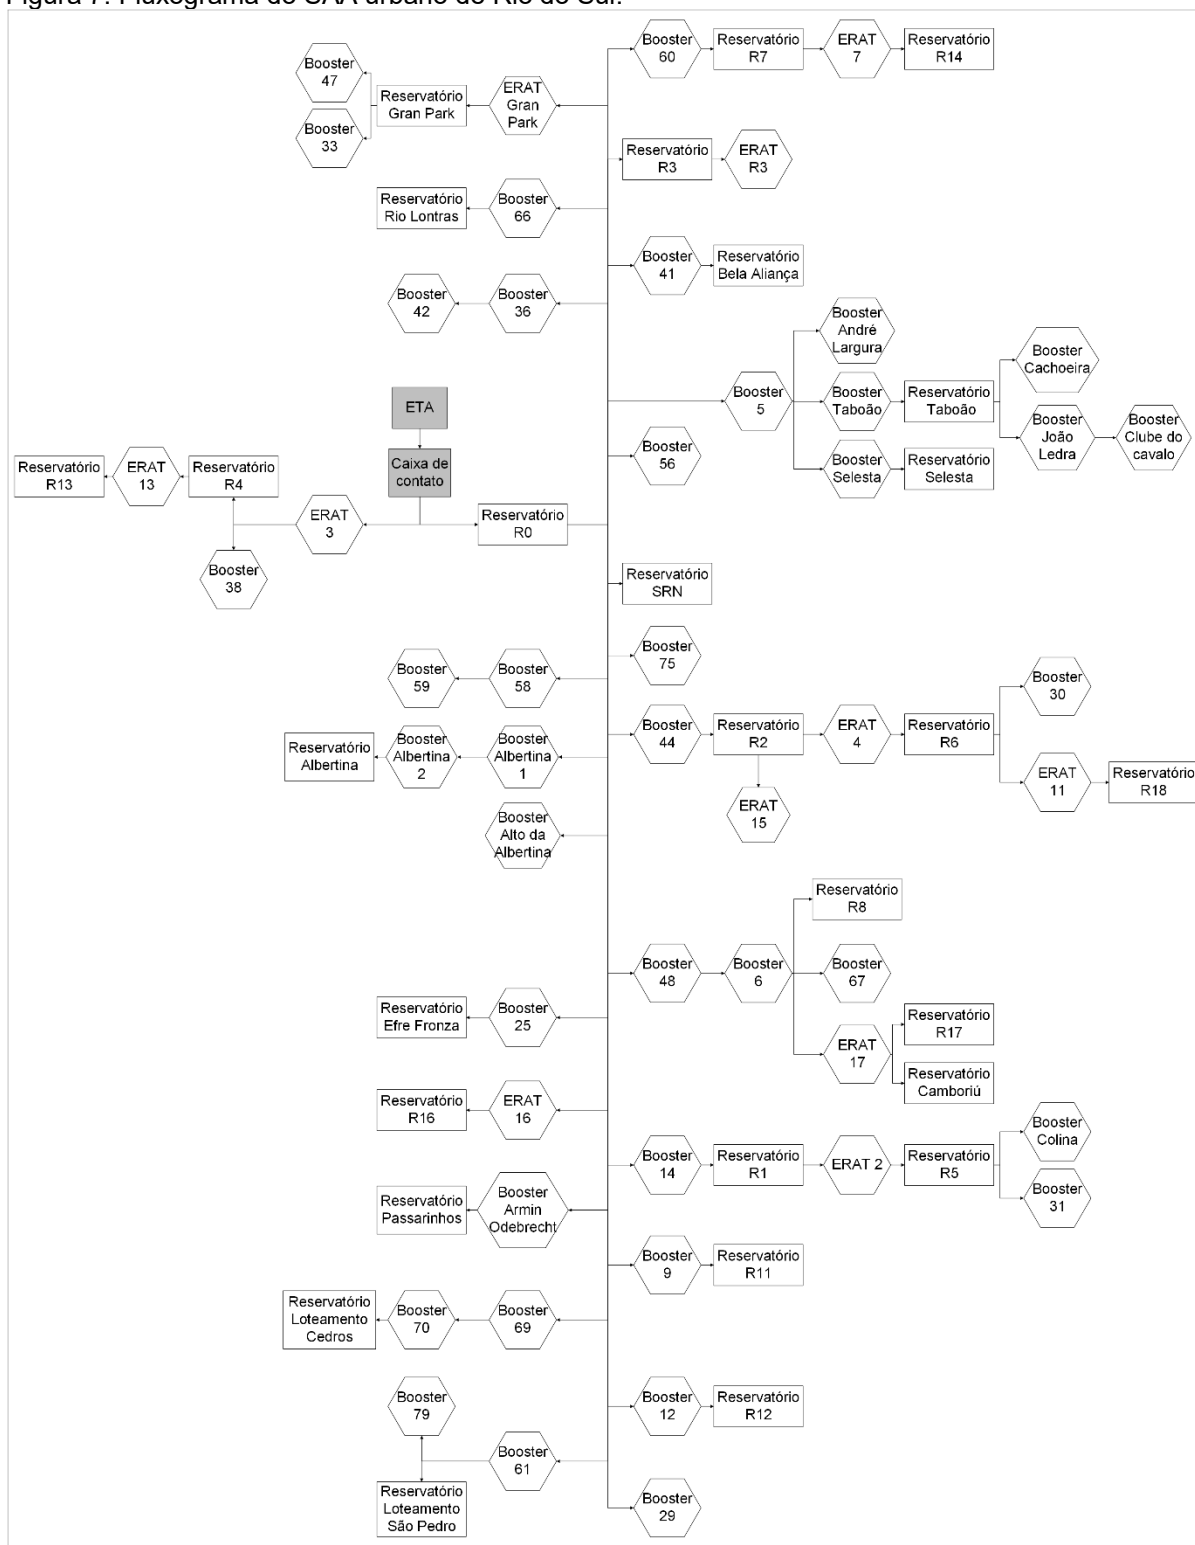 Figura 7. Fluxograma do SAA urbano de Rio do Sul.
Booster
60
Reservatório
R7
ERAT
7
Reservatório
R14
Booster
47
Reservatório
Gran Park
ERAT
Gran
Park
Booster
33
Reservatório
R3
ERAT
R3
Reservatório
Rio Lontras
Booster
66
Booster
41
Reservatório
Bela Aliança
Booster
42
Booster
36
Booster
André
Largura
Booster
5
Booster
Taboão
Reservatório
Taboão
Booster
Cachoeira
Booster
João
Ledra
Booster
Clube do
cavalo
Booster
Selesta
Reservatório
Selesta
ETA
Caixa de
contato
Booster
56
Reservatório
R13
ERAT
13
Reservatório
R4
ERAT
3
Reservatório
R0
Booster
38
Reservatório
SRN
Booster
75
Booster
59
Booster
58
Booster
44
Reservatório
R2
ERAT
4
Reservatório
R6
Booster
30
ERAT
11
Reservatório
R18
ERAT
15
Reservatório
Albertina
Booster
Albertina
2
Booster
Albertina
1
Booster
Alto da
Albertina
Reservatório
R8
Booster
48
Booster
6
Booster
67
ERAT
17
Reservatório
R17
Reservatório
Camboriú
Reservatório
Efre Fronza
Booster
25
Reservatório
R16
ERAT
16
Booster
14
Reservatório
R1
ERAT 2
Reservatório
R5
Booster
Colina
Booster
31
Reservatório
Passarinhos
Booster
Armin
Odebrecht
Booster
9
Reservatório
R11
Reservatório
Loteamento
Cedros
Booster
70
Booster
69
Booster
12
Reservatório
R12
Booster
79
Booster
61
Reservatório
Loteamento
São Pedro
Booster
29